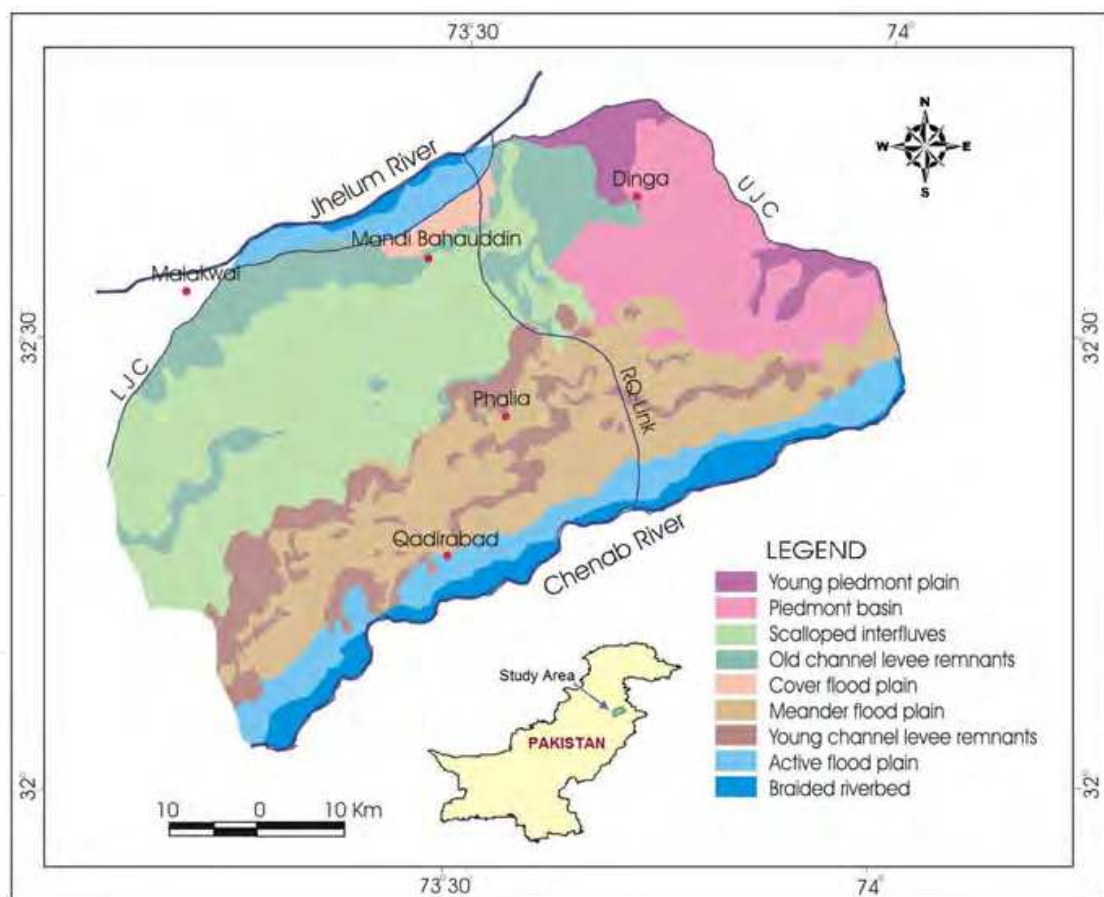 73°30'
74°
N
W E
S
Jhelum River
Dinga
UJC
Mandi Bahauddin
Malakwal
32°30'
32°30'
LJC
Phalia
RQ-Link
Qadirabad
Chenab River
LEGEND
Young piedmont plain
Piedmont basin
Scalloped interfluves
Old channel levee remnants
Cover flood plain
Meander flood plain
Young channel levee remnants
Active flood plain
Braided riverbed
Study Area
PAKISTAN
32°
32°
10 0 10 Km
73°30'
74°